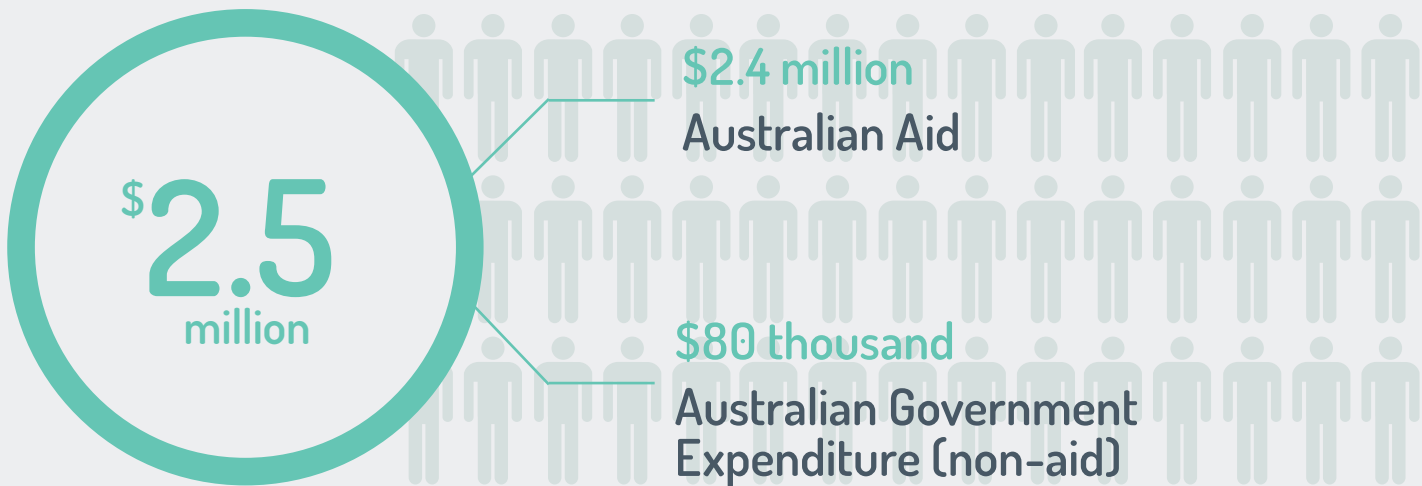 $2.5
million
$2.4 million
Australian Aid
$80 thousand
Australian Government
Expenditure (non-aid)